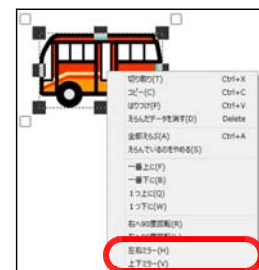 切り取り(T) Ctrl+X
コピー(C) Ctrl+C
はりつけ(P) Ctrl+V
えらんだデータを消す(D) Delete
全部えらぶ(A) Ctrl+A
えらんでいるのをやめる(S)
一番上に(F)
一番下に(B)
1つ上に(Q)
1つ下に(W)
右へ90度回転(R)
左右ミラー(H)
上下ミラー(V)